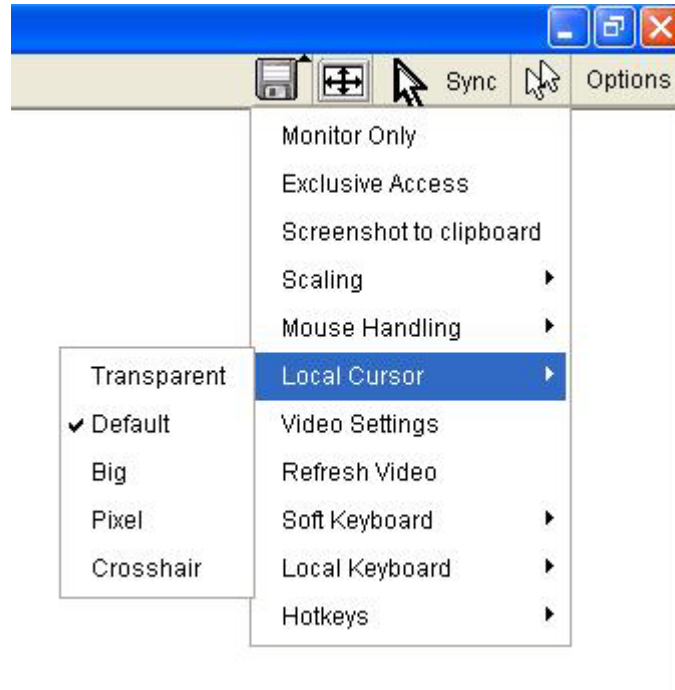 Sync
Options
Monitor Only
Exclusive Access
Screenshot to clipboard
Scaling
Mouse Handling
Local Cursor
Transparent
Default
Big
Pixel
Crosshair
Video Settings
Refresh Video
Soft Keyboard
Local Keyboard
Hotkeys